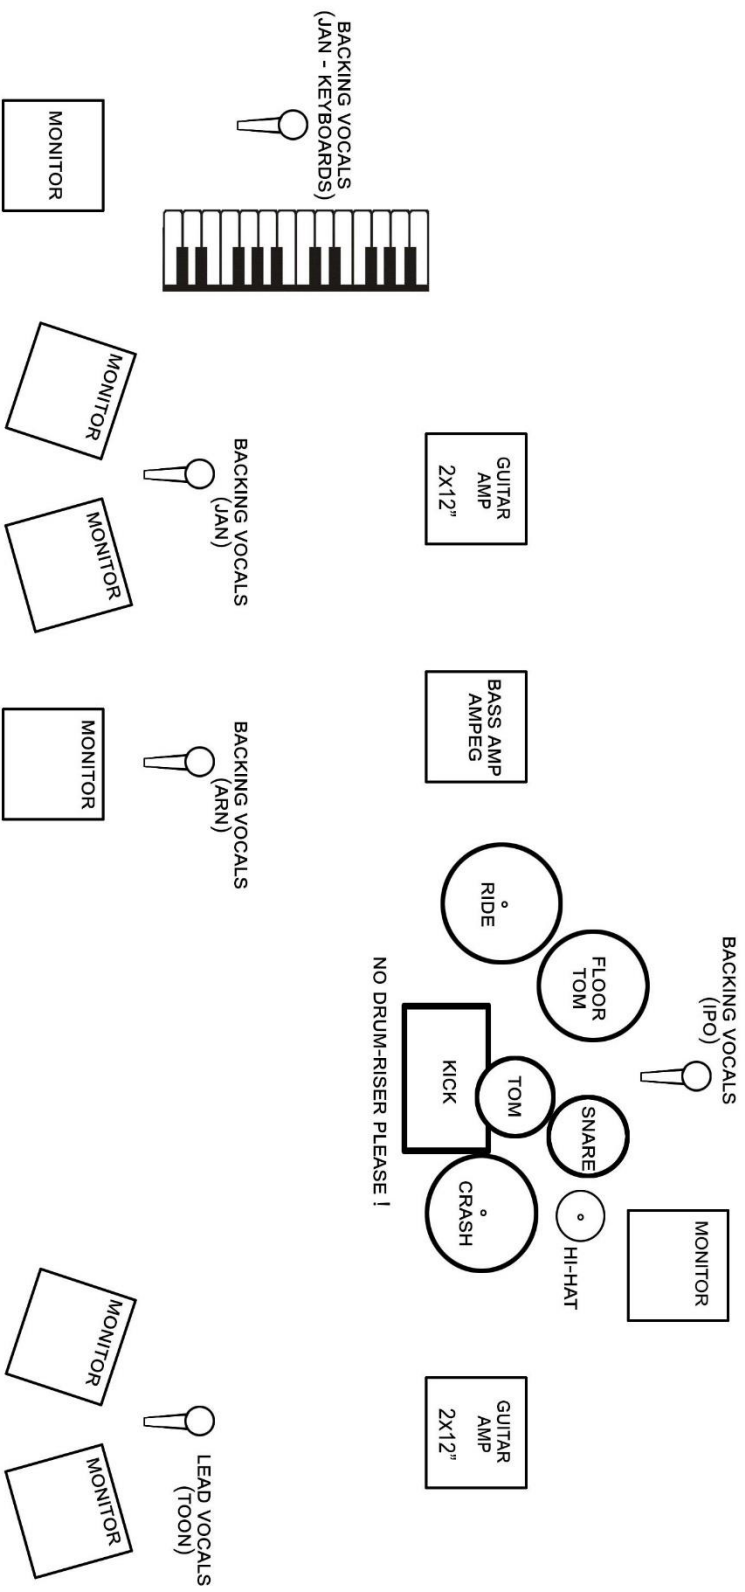 BACKING VOCALS
(IPO)
MONITOR
FLOOR
TOM
SNARE
HI-HAT
GUITAR
AMP
2x12”
BASS AMP
AMPEG
RIDE
TOM
CRASH
GUITAR
AMP
2x12”
KICK
NO DRUM-RISER PLEASE !
BACKING VOCALS
(JAN - KEYBOARDS)
BACKING VOCALS
(JAN)
BACKING VOCALS
(ARN)
LEAD VOCALS
(TOON)
MONITOR
MONITOR
MONITOR
MONITOR
MONITOR
MONITOR